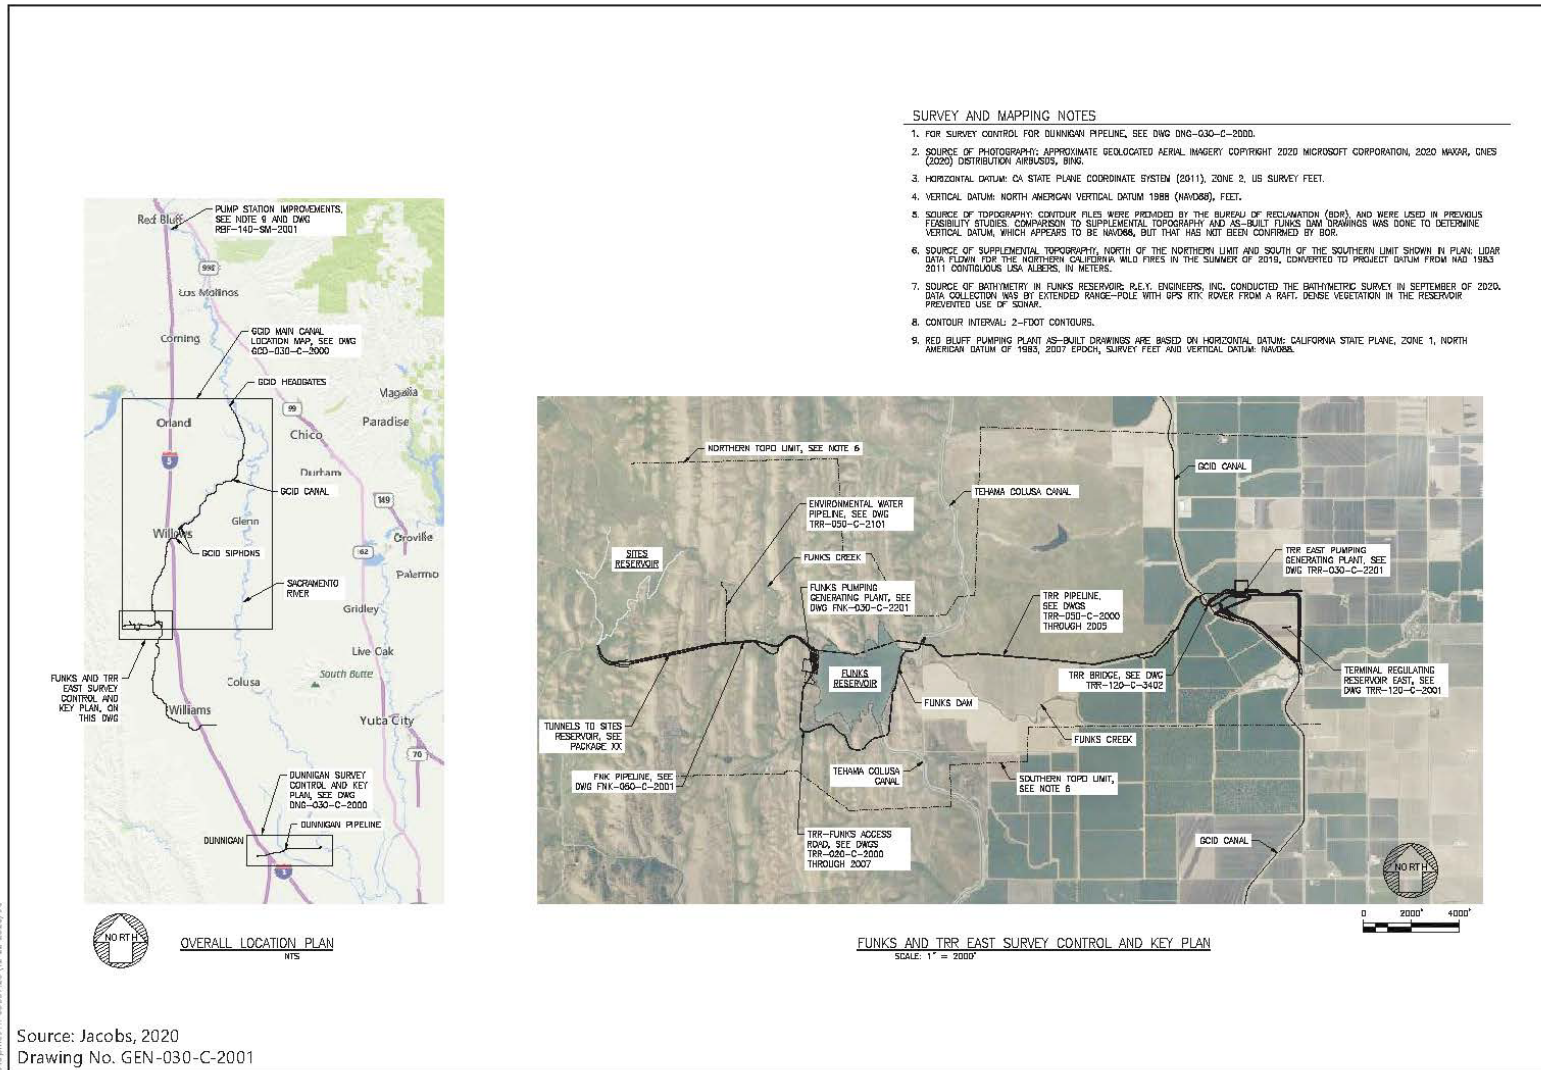 SURVEY AND MAPPING NOTES
1. FOR SURVEY CONTROL FOR DUNNIGAN PIPELINE, SEE DWG DNG-030-C-2000.
2. SOURCE OF PHOTOGRAPHY: APPROXIMATE GEOLOCATED AERIAL IMAGERY COPYRIGHT 2020 MICROSOFT CORPORATION, 2020 MAXAR, CNES
(2020) DISTRIBUTION AIRBUSDS, BING.
3. HORIZONTAL DATUM: CA STATE PLANE COORDINATE SYSTEM (2011), ZONE 2, US SURVEY FEET.
4. VERTICAL DATUM: NORTH AMERICAN VERTICAL DATUM 1988 (NAVD88), FEET.
5. SOURCE OF TOPOGRAPHY: CONTOUR FILES WERE PROVIDED BY THE BUREAU OF RECLAMATION (BOR), AND WERE USED IN PREVIOUS
FEASIBILITY STUDIES. COMPARISON TO SUPPLEMENTAL TOPOGRAPHY AND AS-BUILT FUNKS DAM DRAWINGS WAS DONE TO DETERMINE
VERTICAL DATUM, WHICH APPEARS TO BE NAVD88, BUT THAT HAS NOT BEEN CONFIRMED BY BOR.
6. SOURCE OF SUPPLEMENTAL TOPOGRAPHY, NORTH OF THE NORTHERN LIMIT AND SOUTH OF THE SOUTHERN LIMIT SHOWN IN PLAN: LIDAR
DATA FLOWN FOR THE NORTHERN CALIFORNIA WILD FIRES IN THE SUMMER OF 2019, CONVERTED TO PROJECT DATUM FROM NAD 1983
2011 CONTIGUOUS USA ALBERS, IN METERS.
7. SOURCE OF BATHYMETRY IN FUNKS RESERVOIR: R.E.Y. ENGINEERS, INC. CONDUCTED THE BATHYMETRIC SURVEY IN SEPTEMBER OF 2020.
DATA COLLECTION WAS BY EXTENDED RANGE-POLE WITH GPS RTK ROVER FROM A RAFT. DENSE VEGETATION IN THE RESERVOIR
PREVENTED USE OF SONAR.
8. CONTOUR INTERVAL: 2-FOOT CONTOURS.
9. RED BLUFF PUMPING PLANT AS-BUILT DRAWINGS ARE BASED ON HORIZONTAL DATUM: CALIFORNIA STATE PLANE, ZONE 1, NORTH
AMERICAN DATUM OF 1983, 2007 EPOCH, SURVEY FEET AND VERTICAL DATUM: NAVD88.
Red Bluff
PUMP STATION IMPROVEMENTS,
SEE NOTE 9 AND DWG
RBF-140-SM-2001
99E
Los Molinos
Corning
GCID MAIN CANAL
LOCATION MAP, SEE DWG
GCD-030-C-2000
GCID HEADGATES
Magalia
99
Paradise
Orland
Chico
5
Durham
GCID CANAL
149
Glenn
Willows
Oroville
GCID SIPHONS
162
Palermo
SACRAMENTO
RIVER
Gridley
Live Oak
South Butte
FUNKS AND TRR
EAST SURVEY
CONTROL AND
KEY PLAN, ON
THIS DWG
Colusa
Williams
Yuba City
70
DUNNIGAN SURVEY
CONTROL AND KEY
PLAN, SEE DWG
DNG-030-C-2000
DUNNIGAN PIPELINE
DUNNIGAN
5
NORTH
OVERALL LOCATION PLAN
NTS
NORTHERN TOPO LIMIT, SEE NOTE 6
GCID CANAL
TEHAMA COLUSA CANAL
ENVIRONMENTAL WATER
PIPELINE, SEE DWG
TRR-050-C-2101
SITES
RESERVOIR
FUNKS CREEK
TRR EAST PUMPING
GENERATING PLANT, SEE
DWG TRR-030-C-2201
FUNKS PUMPING
GENERATING PLANT, SEE
DWG FNK-030-C-2201
TRR PIPELINE,
SEE DWGS
TRR-050-C-2000
THROUGH 2005
FUNKS
RESERVOIR
TRR BRIDGE, SEE DWG
TRR-120-C-3402
TERMINAL REGULATING
RESERVOIR EAST, SEE
DWG TRR-120-C-2001
FUNKS DAM
TUNNELS TO SITES
RESERVOIR, SEE
PACKAGE XX
FUNKS CREEK
FNK PIPELINE, SEE
DWG FNK-050-C-2001
TEHAMA COLUSA
CANAL
SOUTHERN TOPO LIMIT,
SEE NOTE 6
TRR-FUNKS ACCESS
ROAD, SEE DWGS
TRR-020-C-2000
THROUGH 2007
GCID CANAL
NORTH
0 2000' 4000'
FUNKS AND TRR EAST SURVEY CONTROL AND KEY PLAN
SCALE: 1" = 2000'
Source: Jacobs, 2020
Drawing No. GEN-030-C-2001